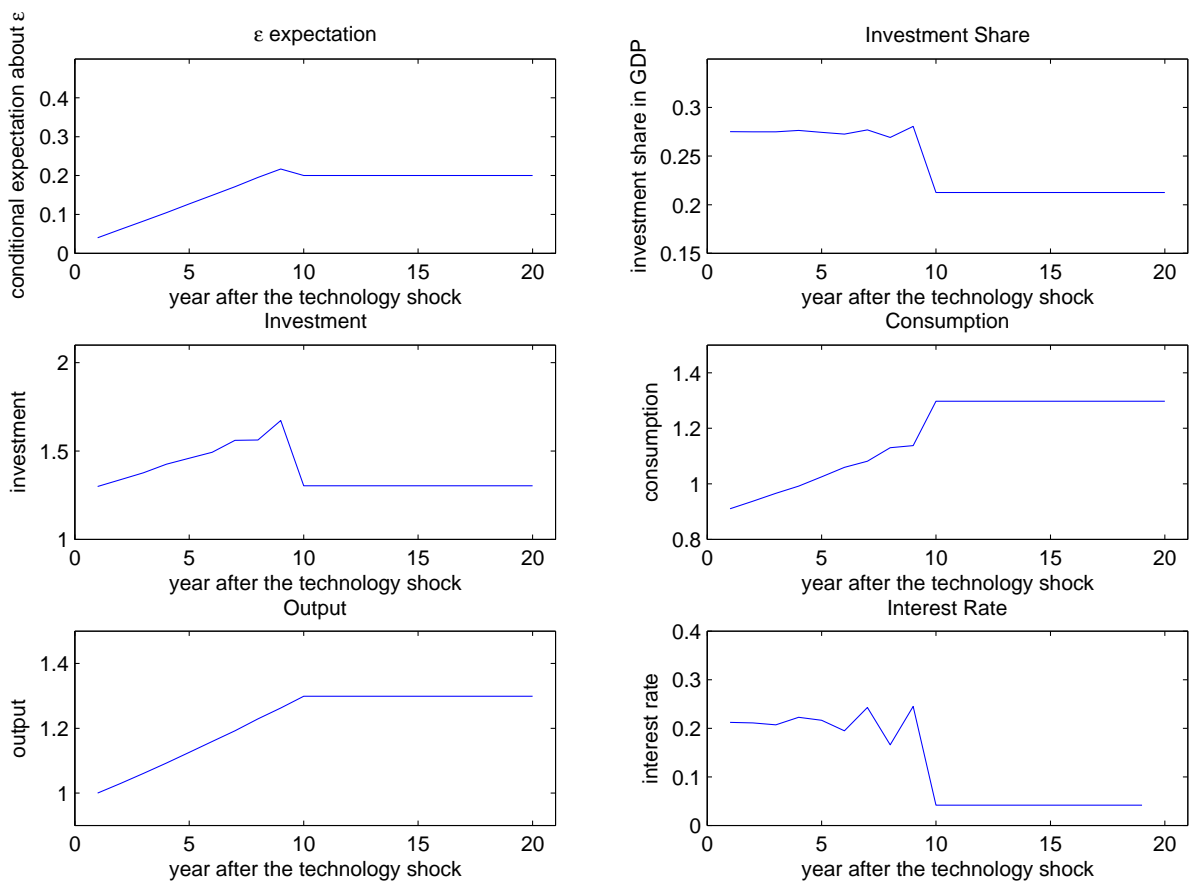 ε expectation
conditional expectation about ε
0.4
0.3
0.2
0.1
0
0 5 10 15 20
year after the technology shock
Investment Share
investment share in GDP
0.3
0.25
0.2
0.15
0 5 10 15 20
year after the technology shock
Investment
investment
2
1.5
1
0 5 10 15 20
year after the technology shock
Consumption
consumption
1.4
1.2
1
0.8
0 5 10 15 20
year after the technology shock
Output
output
1.4
1.2
1
0 5 10 15 20
year after the technology shock
Interest Rate
interest rate
0.4
0.3
0.2
0.1
0
0 5 10 15 20
year after the technology shock